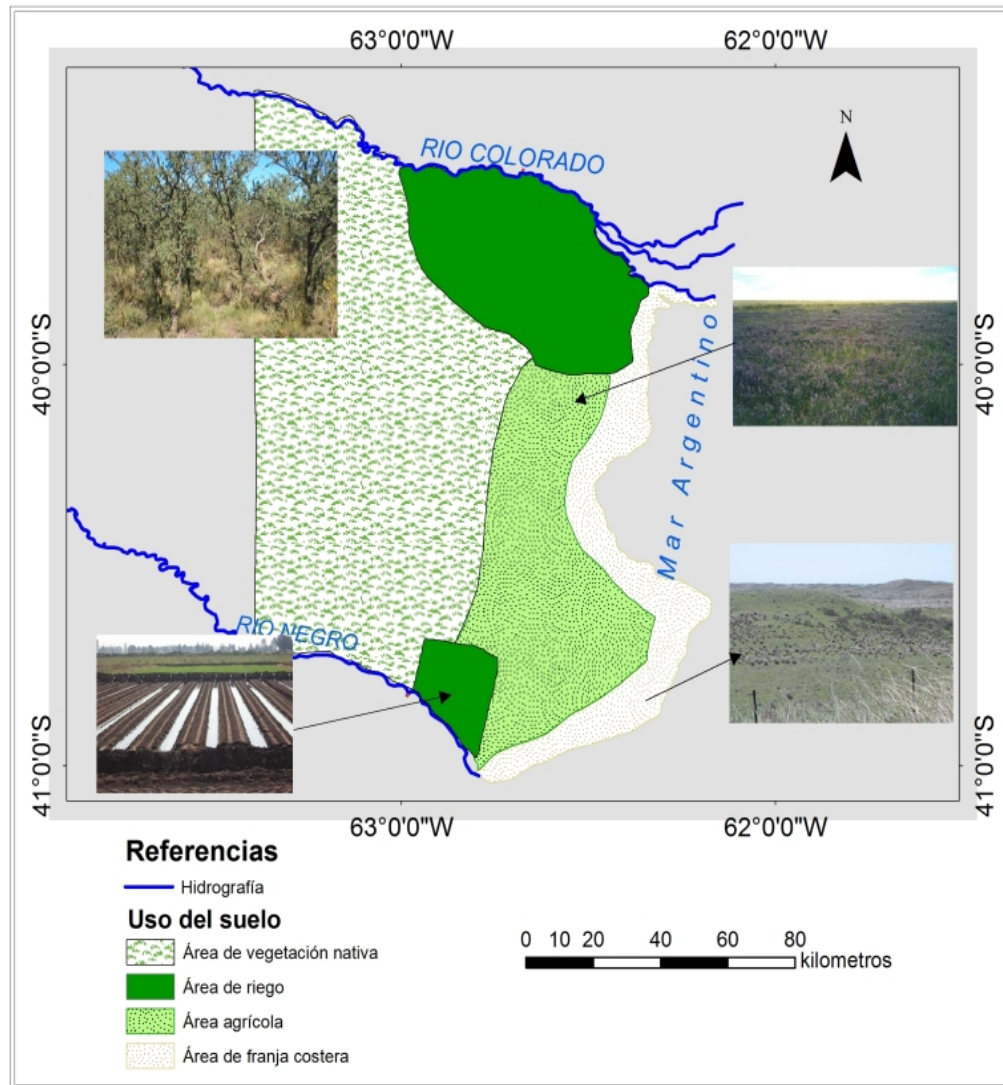 63°0'0"W 62°0'0"W
N
RIO COLORADO
40°0'0"S 40°0'0"S
Mar Argentino
RIO NEGRO
41°0'0"S 41°0'0"S
63°0'0"W 62°0'0"W
Referencias
Hidrografía
Uso del suelo
Área de vegetación nativa
Área de riego
Área agrícola
Área de franja costera
0 10 20 40 60 80
kilometros